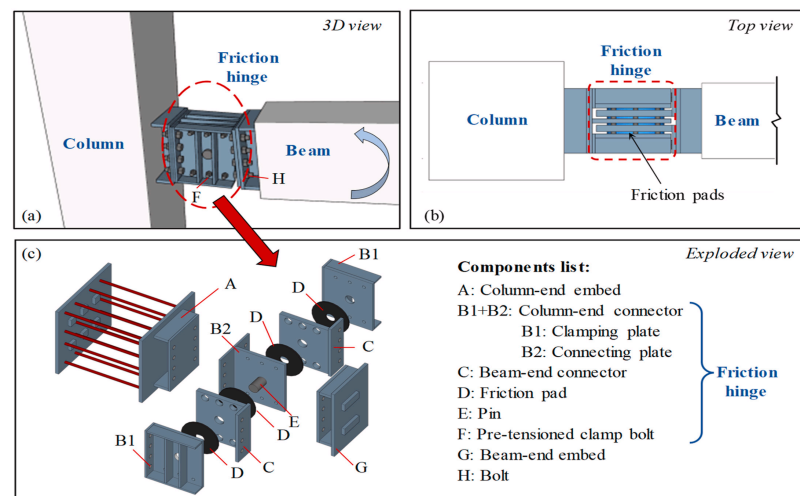 3D view
Friction
hinge
Column
Beam
F
H
(a)
Top view
Friction
hinge
Column
Beam
Friction pads
(b)
(c)
Exploded view
A
B1
D
C
B2
D
E
D
C
G
B1
D
Components list:
A: Column-end embed
B1+B2: Column-end connector
B1: Clamping plate
B2: Connecting plate
C: Beam-end connector
D: Friction pad
E: Pin
F: Pre-tensioned clamp bolt
G: Beam-end embed
H: Bolt
Friction
hinge